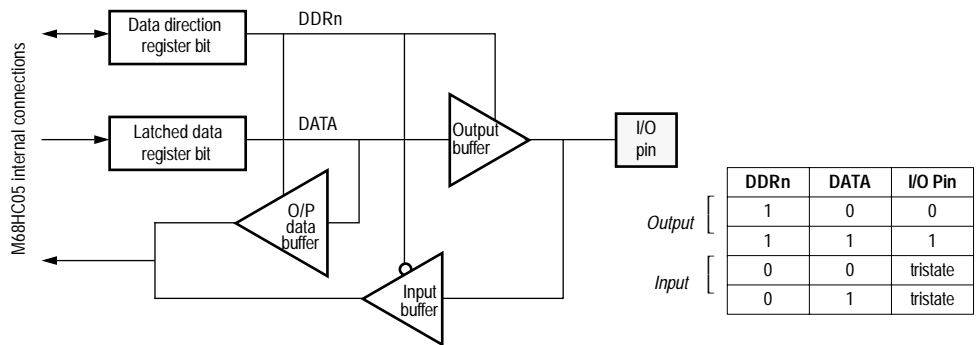 M68HC05 internal connections
Data direction
register bit
DDRn
Latched data
register bit
DATA
Output
buffer
I/O
pin
O/P
data
buffer
Input
buffer
DDRn DATA I/O Pin
Output
1 0 0
1 1 1
Input
0 0 tristate
0 1 tristate